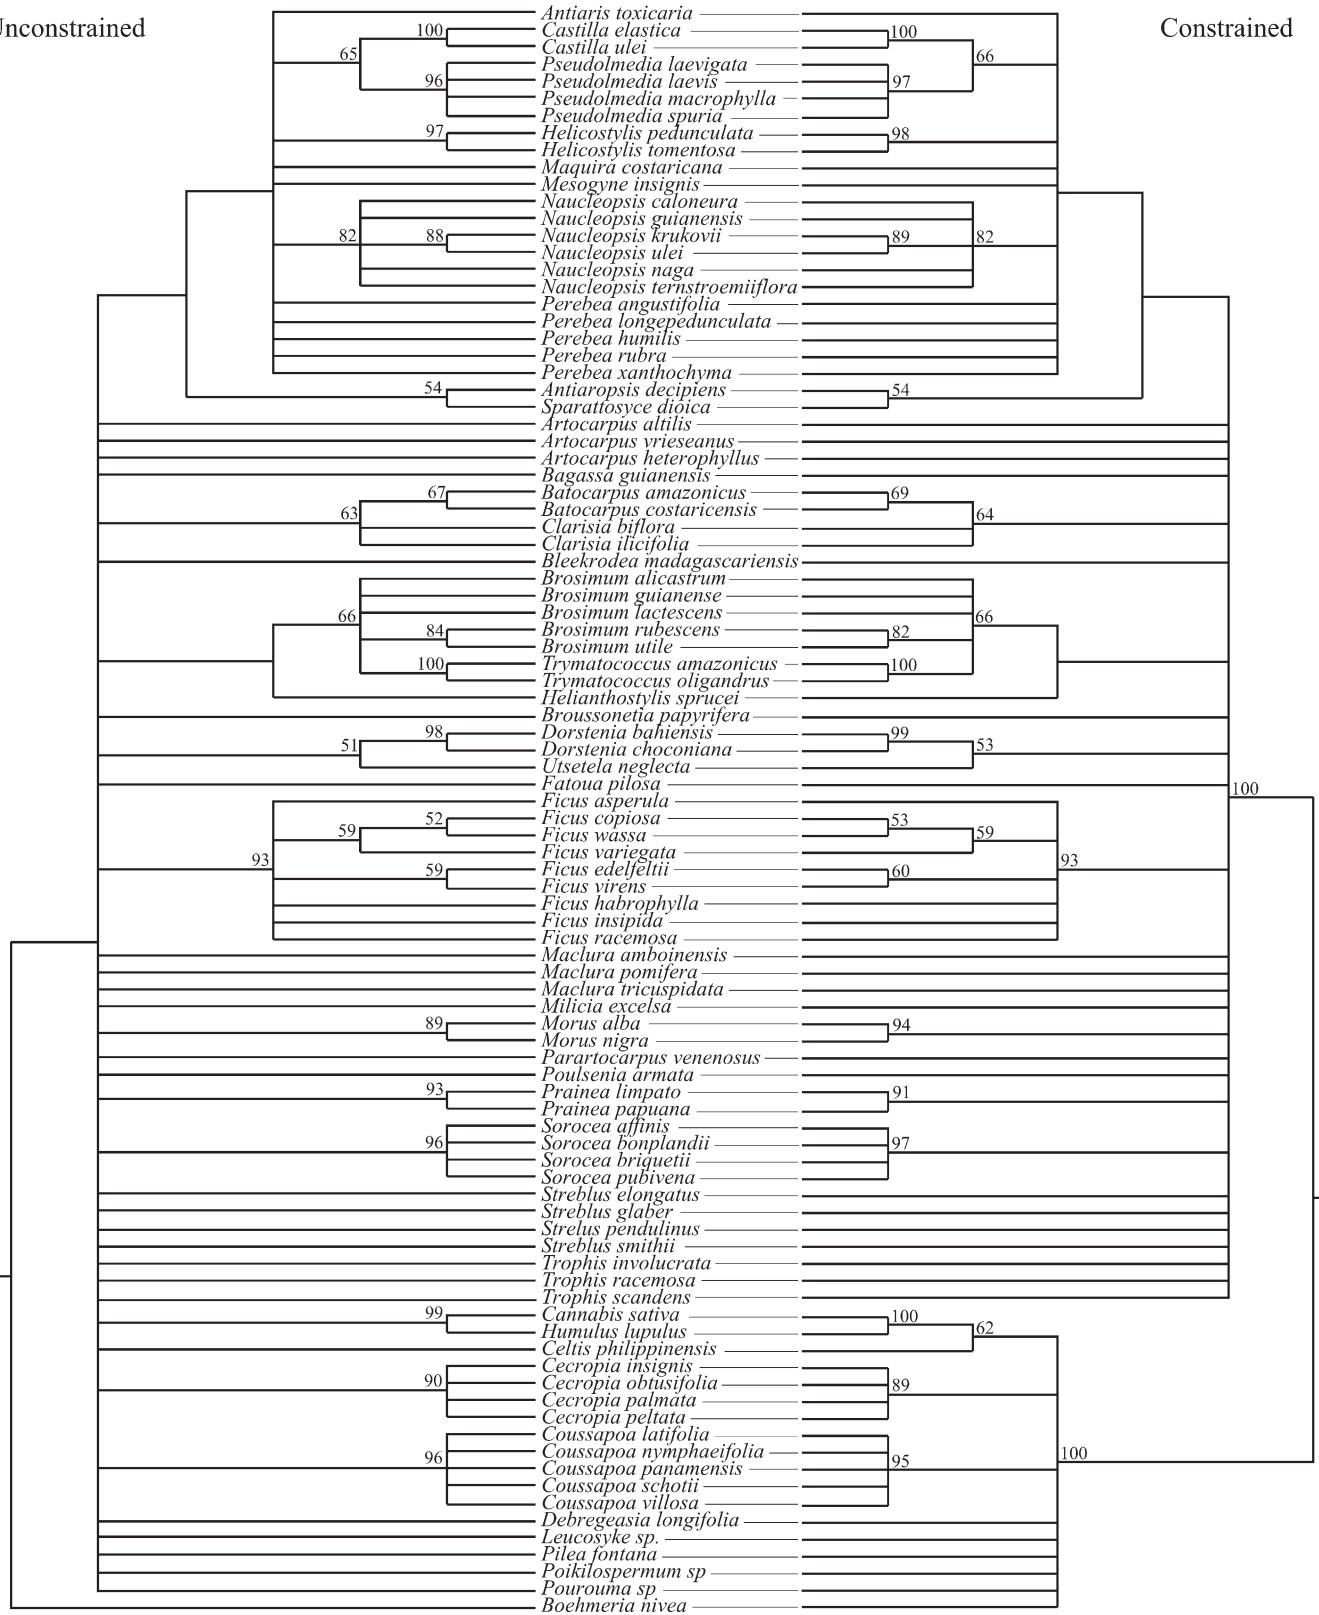 Unconstrained
Constrained
Antiaris toxicaria
100 Castilla elastica 100
Castilla ulei
65 66
Pseudolmedia laevigata
96 Pseudolmedia laevis 97
Pseudolmedia macrophylla
Pseudolmedia spuria
97 Helicostylis pedunculata 98
Helicostylis tomentosa
Maquira costaricana
Mesogyne insignis
Naucleopsis caloneura
Naucleopsis guianensis
82 88 Naucleopsis krukovii 89 82
Naucleopsis ulei
Naucleopsis naga
Naucleopsis ternstroemiiflora
Perebea angustifolia
Perebea longepedunculata
Perebea humilis
Perebea rubra
Perebea xanthochyma
54 Antiaropsis decipiens 54
Sparattosyce dioica
Artocarpus altilis
Artocarpus vrieseanus
Artocarpus heterophyllus
Bagassa guianensis
67 Batocarpus amazonicus 69
Batocarpus costaricensis
63 64
Clarisia biflora
Clarisia ilicifolia
Bleekrodea madagascariensis
Brosimum alicastrum
Brosimum guianense
Brosimum lactescens
66 66
84 Brosimum rubescens 82
Brosimum utile
100 Trymatococcus amazonicus 100
Trymatococcus oligandrus
Helianthostylis sprucei
Broussonetia papyrifera
98 Dorstenia bahiensis 99
51 Dorstenia choconiana 53
Utsetela neglecta
Fatoua pilosa
100
Ficus asperula
52 Ficus copiosa 53
59 Ficus wassa 59
Ficus variegata
93 93
59 Ficus edelfeltii 60
Ficus virens
Ficus habrophylla
Ficus insipida
Ficus racemosa
Maclura amboinensis
Maclura pomifera
Maclura tricuspidata
Milicia excelsa
89 Morus alba 94
Morus nigra
Parartocarpus venenosus
Poulsenia armata
93 Prainea limpato 91
Prainea papuana
Sorocea affinis
96 Sorocea bonplandii 97
Sorocea briquetii
Sorocea pubivena
Streblus elongatus
Streblus glaber
Strelus pendulinus
Streblus smithii
Trophis involucrata
Trophis racemosa
Trophis scandens
99 Cannabis sativa 100
Humulus lupulus 62
Celtis philippinensis
Cecropia insignis
90 Cecropia obtusifolia 89
Cecropia palmata
Cecropia peltata
Coussapoa latifolia
Coussapoa nymphaeifolia 100
96 Coussapoa panamensis 95
Coussapoa schotii
Coussapoa villosa
Debregeasia longifolia
Leucosyke sp.
Pilea fontana
Poikilospermum sp
Pourouma sp
Boehmeria nivea